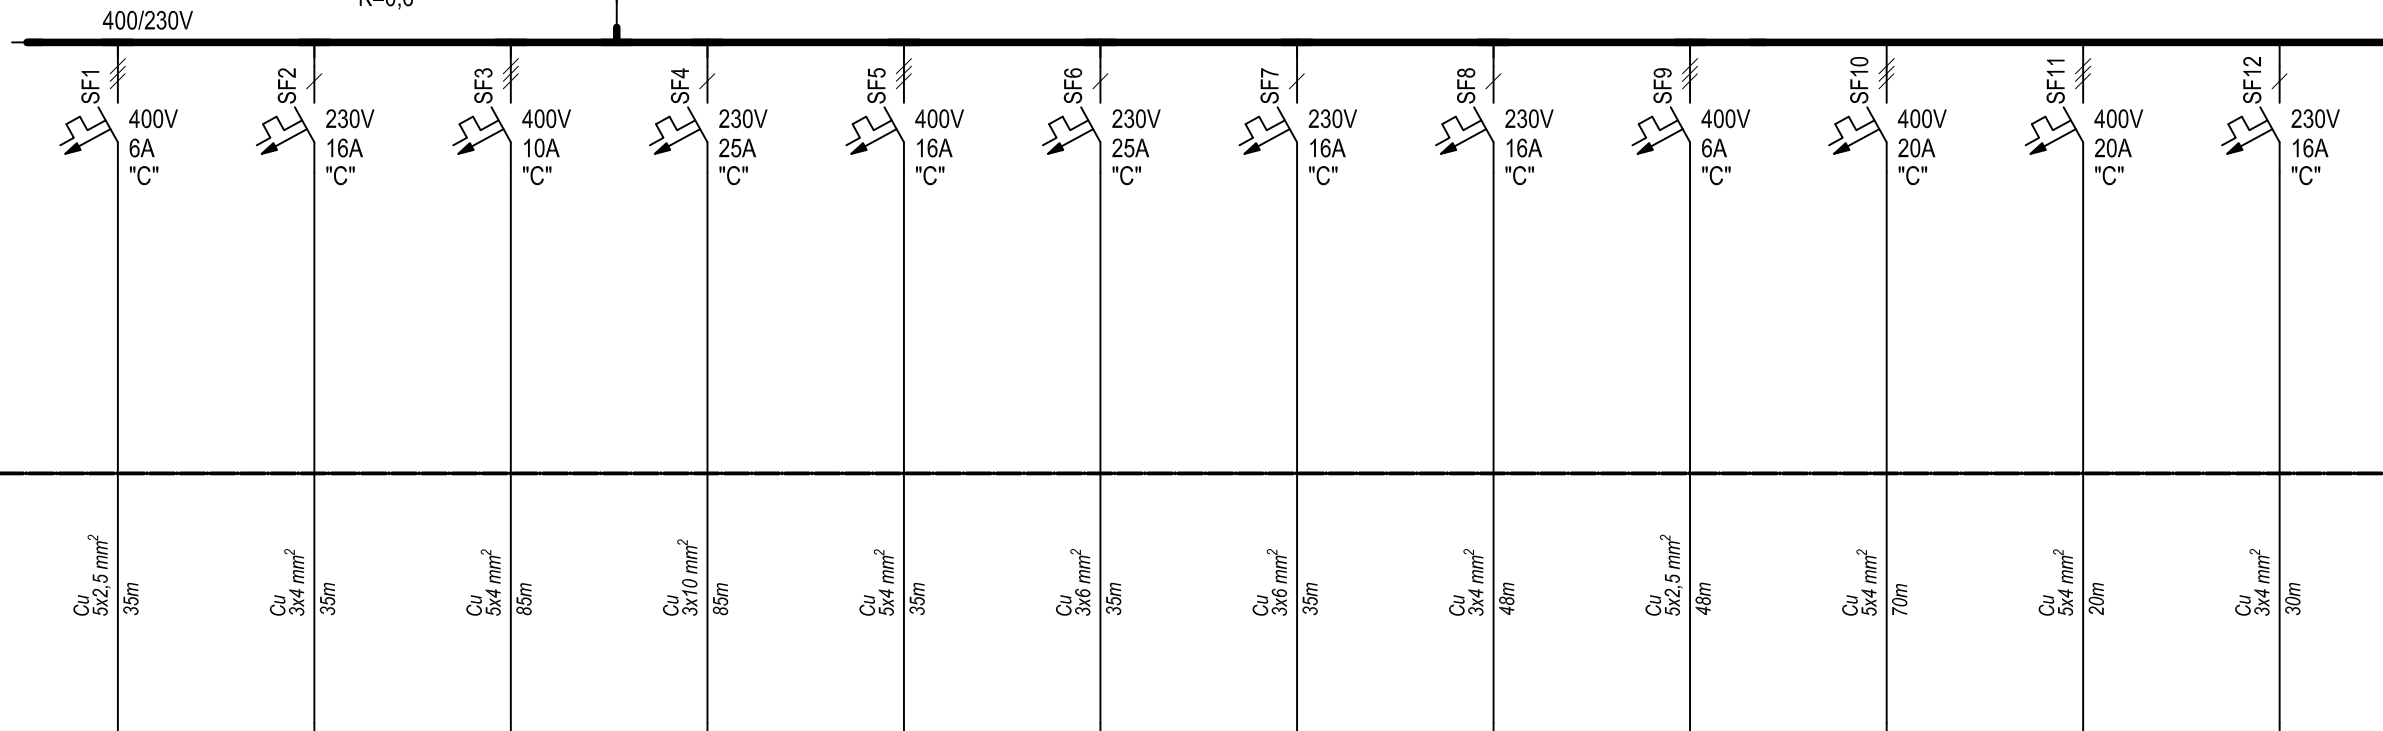 400/230V
SF1
400V
6A
"C"
SF2
230V
16A
"C"
SF3
400V
10A
"C"
SF4
230V
25A
"C"
SF5
400V
16A
"C"
SF6
230V
25A
"C"
SF7
230V
16A
"C"
SF8
230V
16A
"C"
SF9
400V
6A
"C"
SF10
400V
20A
"C"
SF11
400V
20A
"C"
SF12
230V
16A
"C"
Cu
5x2,5 mm²
35m
Cu
3x4 mm²
35m
Cu
5x4 mm²
85m
Cu
3x10 mm²
85m
Cu
5x4 mm²
35m
Cu
3x6 mm²
35m
Cu
3x6 mm²
35m
Cu
3x4 mm²
48m
Cu
5x2,5 mm²
48m
Cu
5x4 mm²
70m
Cu
5x4 mm²
20m
Cu
3x4 mm²
30m